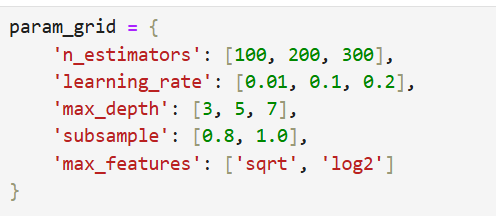 param_grid = {
    'n_estimators': [100, 200, 300],
    'learning_rate': [0.01, 0.1, 0.2],
    'max_depth': [3, 5, 7],
    'subsample': [0.8, 1.0],
    'max_features': ['sqrt', 'log2']
}